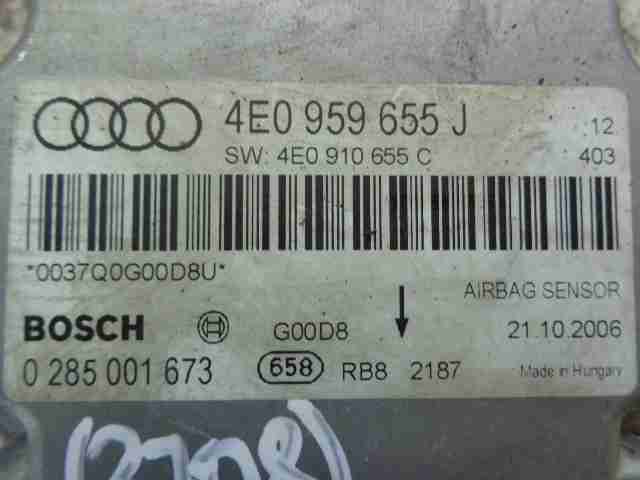 4E0 959 655 J 12
SW: 4E0 910 655 C 403
*0037Q0G00D8U*
AIRBAG SENSOR
BOSCH G00D8 21.10.2006
0 285 001 673 658 RB8 2187 Made in Hungary